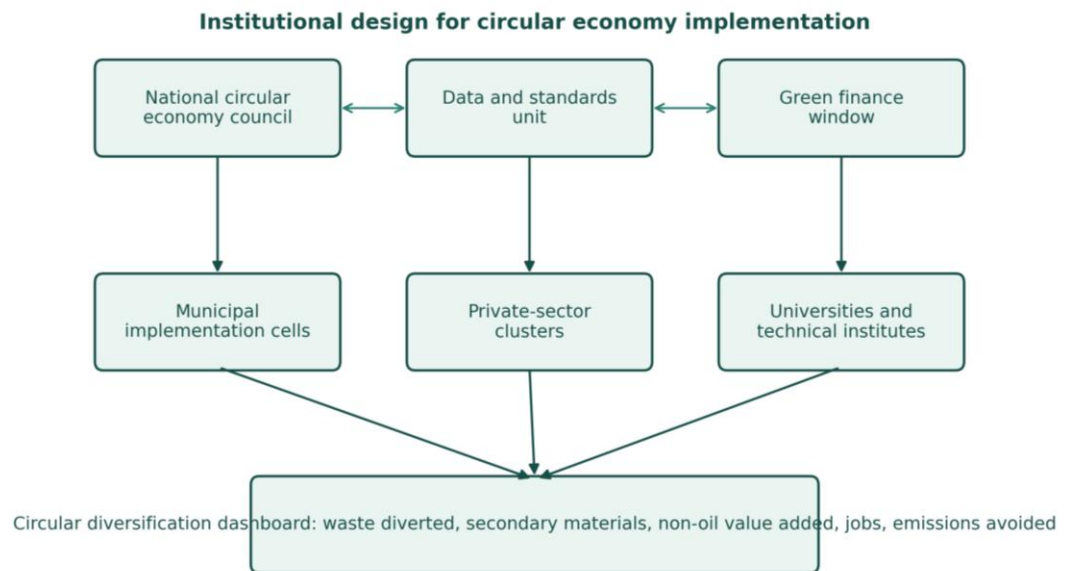 Institutional design for circular economy implementation
National circular
economy council
Data and standards
unit
Green finance
window
Municipal
implementation cells
Private-sector
clusters
Universities and
technical institutes
Circular diversification dashboard: waste diverted, secondary materials, non-oil value added, jobs, emissions avoided